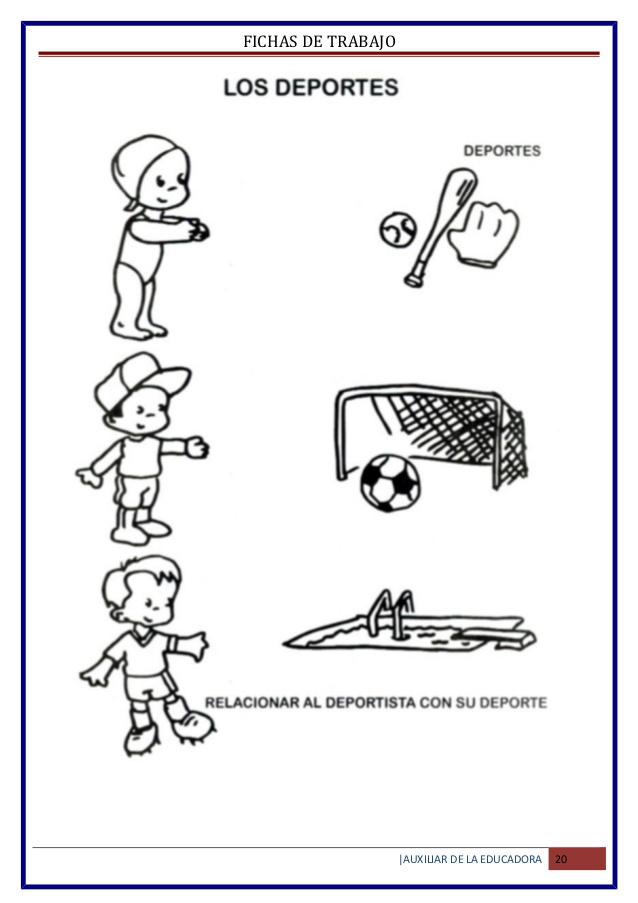 FICHAS DE TRABAJO
LOS DEPORTES
DEPORTES
RELACIONAR AL DEPORTISTA CON SU DEPORTE
|AUXILIAR DE LA EDUCADORA 20